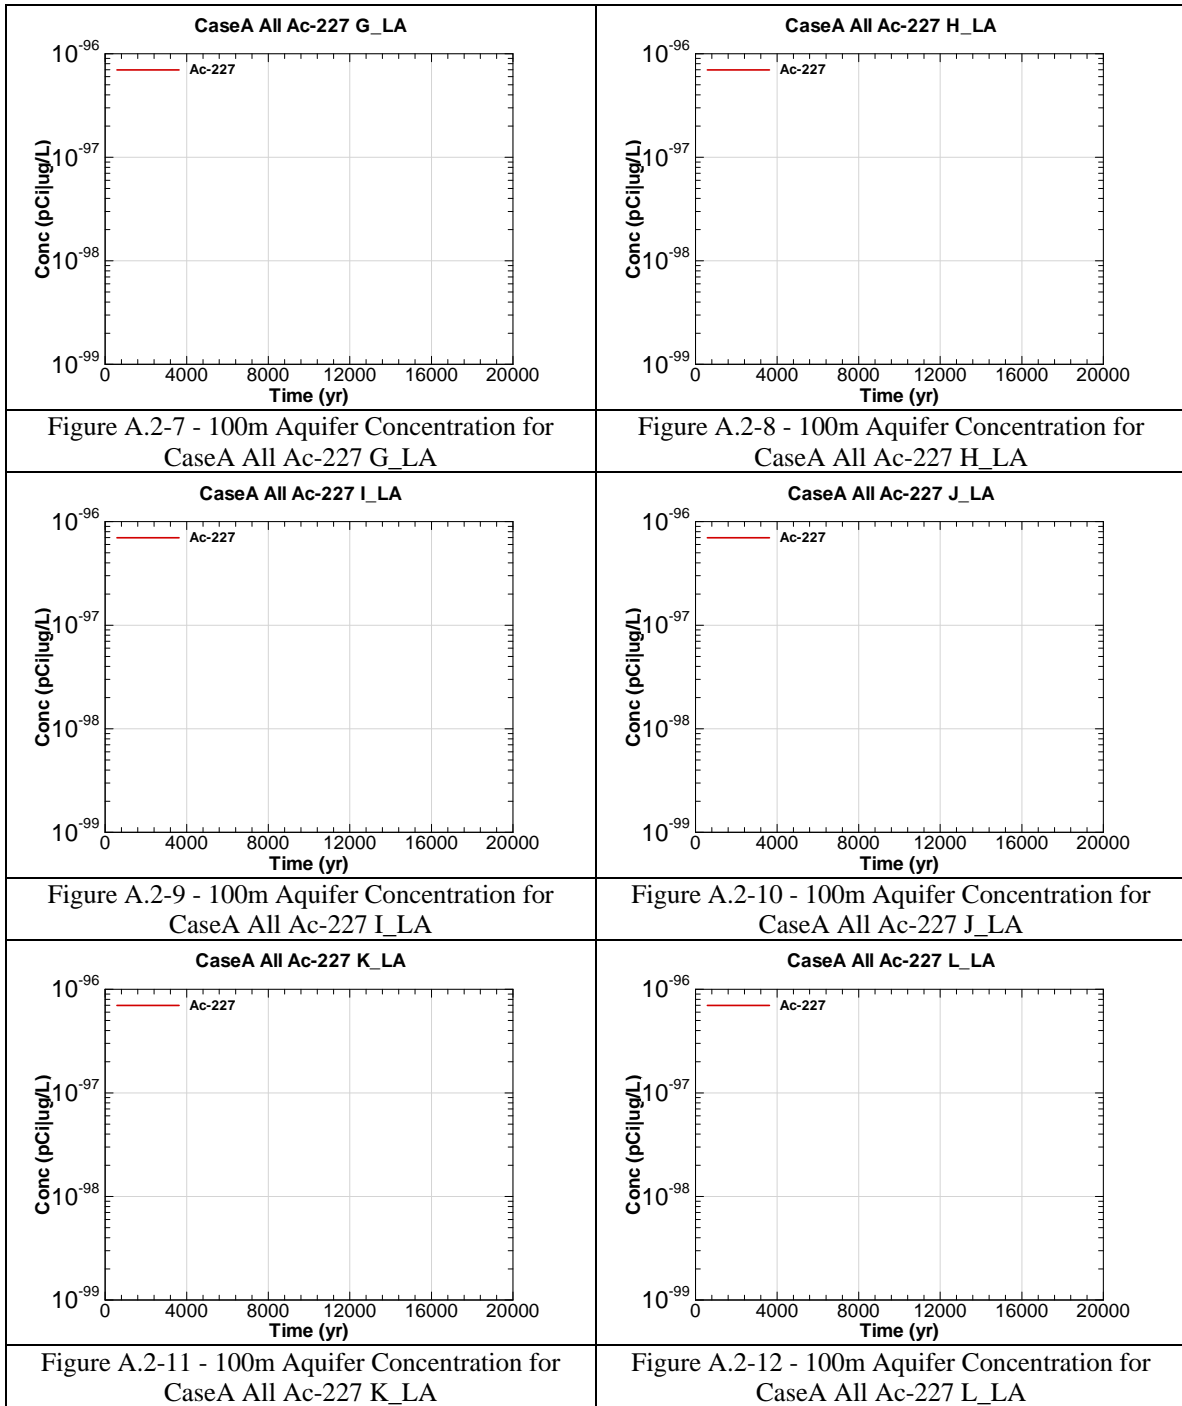 CaseA All Ac-227 G_LA
10^-96
Ac-227
10^-97
Conc (pCi|ug/L)
10^-98
10^-99
0 4000 8000 12000 16000 20000
Time (yr)
Figure A.2-7 - 100m Aquifer Concentration for
CaseA All Ac-227 G_LA
CaseA All Ac-227 H_LA
10^-96
Ac-227
10^-97
Conc (pCi|ug/L)
10^-98
10^-99
0 4000 8000 12000 16000 20000
Time (yr)
Figure A.2-8 - 100m Aquifer Concentration for
CaseA All Ac-227 H_LA
CaseA All Ac-227 I_LA
10^-96
Ac-227
10^-97
Conc (pCi|ug/L)
10^-98
10^-99
0 4000 8000 12000 16000 20000
Time (yr)
Figure A.2-9 - 100m Aquifer Concentration for
CaseA All Ac-227 I_LA
CaseA All Ac-227 J_LA
10^-96
Ac-227
10^-97
Conc (pCi|ug/L)
10^-98
10^-99
0 4000 8000 12000 16000 20000
Time (yr)
Figure A.2-10 - 100m Aquifer Concentration for
CaseA All Ac-227 J_LA
CaseA All Ac-227 K_LA
10^-96
Ac-227
10^-97
Conc (pCi|ug/L)
10^-98
10^-99
0 4000 8000 12000 16000 20000
Time (yr)
Figure A.2-11 - 100m Aquifer Concentration for
CaseA All Ac-227 K_LA
CaseA All Ac-227 L_LA
10^-96
Ac-227
10^-97
Conc (pCi|ug/L)
10^-98
10^-99
0 4000 8000 12000 16000 20000
Time (yr)
Figure A.2-12 - 100m Aquifer Concentration for
CaseA All Ac-227 L_LA